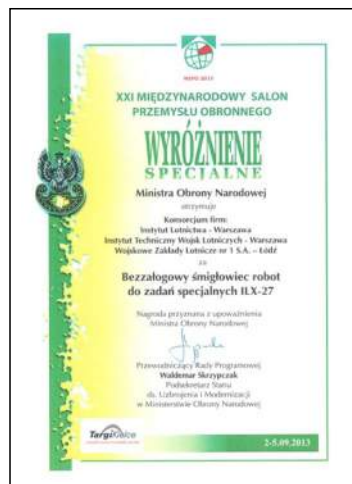 MSPO 2013
XXI MIĘDZYNARODOWY SALON
PRZEMYSŁU OBRONNEGO
WYRÓŻNIENIE
SPECJALNE
Ministra Obrony Narodowej
otrzymuje
Konsorcjum firm:
Instytut Lotnictwa - Warszawa
Instytut Techniczny Wojsk Lotniczych - Warszawa
Wojskowe Zakłady Lotnicze nr 1 S.A. – Łódź
za
Bezzałogowy śmigłowiec robot
do zadań specjalnych ILX-27
Nagroda przyznana z upoważnienia
Ministra Obrony Narodowej
Przewodniczący Rady Programowej
Waldemar Skrzypczak
Podsekretarz Stanu
ds. Uzbrojenia i Modernizacji
w Ministerstwie Obrony Narodowej
TargiKielce
2-5.09.2013